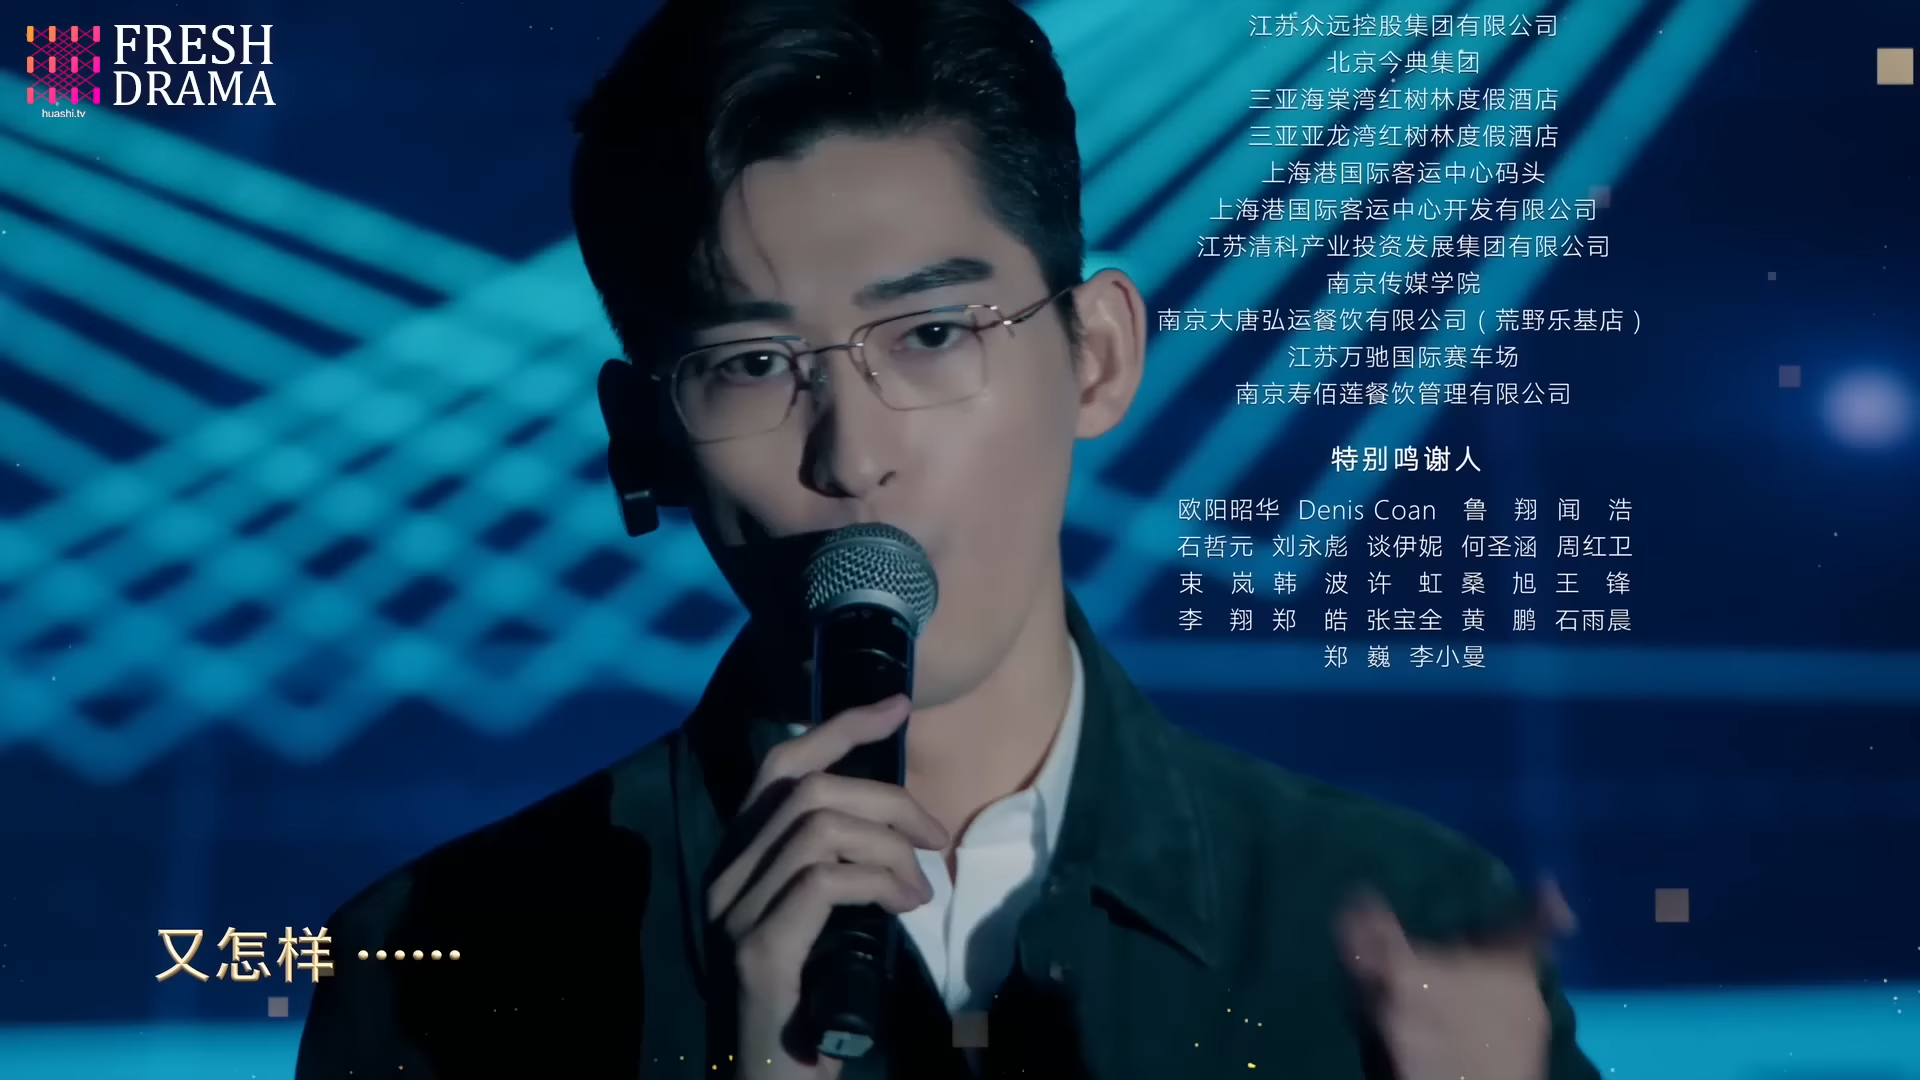 FRESH
DRAMA
huashi.tv
江苏众远控股集团有限公司
北京今典集团
三亚海棠湾红树林度假酒店
三亚亚龙湾红树林度假酒店
上海港国际客运中心码头
上海港国际客运中心开发有限公司
江苏清科产业投资发展集团有限公司
南京传媒学院
南京大唐弘运餐饮有限公司（荒野乐基店）
江苏万驰国际赛车场
南京寿佰莲餐饮管理有限公司
特别鸣谢人
欧阳昭华 Denis Coan 鲁 翔 闻 浩
石哲元 刘永彪 谈伊妮 何圣涵 周红卫
束 岚 韩 波 许 虹 桑 旭 王 锋
李 翔 郑 皓 张宝全 黄 鹏 石雨晨
郑 巍 李小曼
又怎样 ······